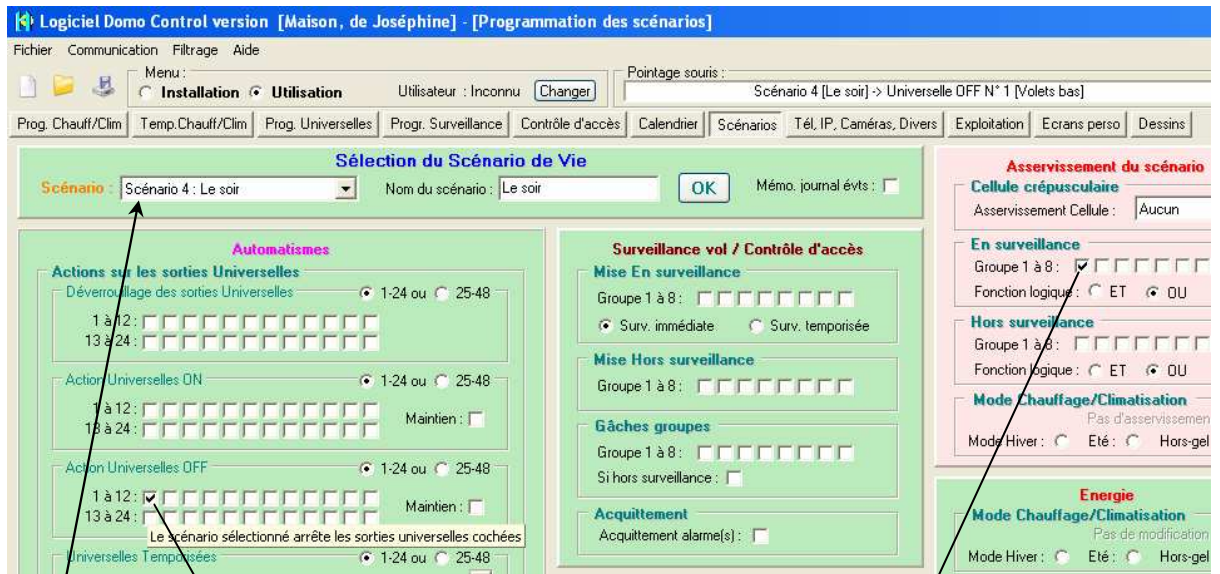 Logiciel Domo Control version [Maison, de Joséphine] - [Programmation des scénarios]
Fichier Communication Filtrage Aide
Menu :
Installation Utilisation
Utilisateur : Inconnu Changer
Pointage souris :
Scénario 4 [Le soir] -> Universelle OFF N° 1 [Volets bas]
Prog. Chauff/Clim Temp.Chauff/Clim Prog. Universelles Progr. Surveillance Contrôle d'accès Calendrier Scénarios Tél, IP, Caméras, Divers Exploitation Ecrans perso Dessins
Sélection du Scénario de Vie
Scénario : Scénario 4 : Le soir Nom du scénario : Le soir OK Mémo. journal évts :
Automatismes
Actions sur les sorties Universelles
Déverrouillage des sorties Universelles 1-24 ou 25-48
1 à 12 :
13 à 24 :
Action Universelles ON 1-24 ou 25-48
1 à 12 :
13 à 24 :
Maintien :
Action Universelles OFF 1-24 ou 25-48
1 à 12 :
13 à 24 :
Maintien :
Le scénario sélectionné arrête les sorties universelles cochées
Universelles Temporisées 1-24 ou 25-48
Surveillance vol / Contrôle d'accès
Mise En surveillance
Groupe 1 à 8 :
Surv. immédiate Surv. temporisée
Mise Hors surveillance
Groupe 1 à 8 :
Gâches groupes
Groupe 1 à 8 :
Si hors surveillance :
Acquittement
Acquittement alarme(s) :
Asservissement du scénario
Cellule crépusculaire
Asservissement Cellule : Aucun
En surveillance
Groupe 1 à 8 :
Fonction logique : ET OU
Hors surveillance
Groupe 1 à 8 :
Fonction logique : ET OU
Mode Chauffage/Climatisation
Pas d'asservissemen
Mode Hiver : Eté : Hors-gel
Energie
Mode Chauffage/Climatisation
Pas de modification
Mode Hiver : Eté : Hors-gel